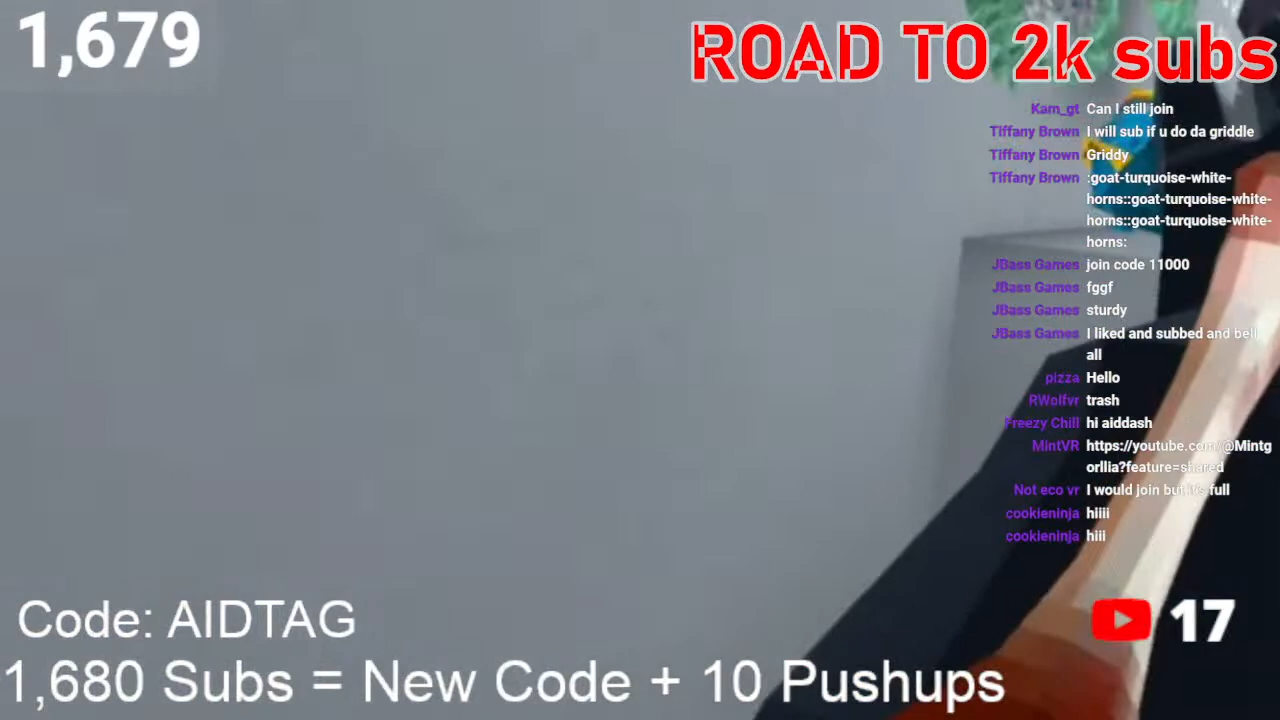 1,679
ROAD TO 2k subs
Kam_gt Can I still join
Tiffany Brown I will sub if u do da griddle
Tiffany Brown Griddy
Tiffany Brown :goat-turquoise-white-
horns::goat-turquoise-white-
horns::goat-turquoise-white-
horns:
JBass Games join code 11000
JBass Games fggf
JBass Games sturdy
JBass Games I liked and subbed and bell
all
pizza Hello
RWolfvr trash
Freezy Chill hi aiddash
MintVR https://youtube.com/@Mintg
orllia?feature=shared
Not eco vr I would join but it's full
cookieninja hiiii
cookieninja hiii
Code: AIDTAG
17
1,680 Subs = New Code + 10 Pushups